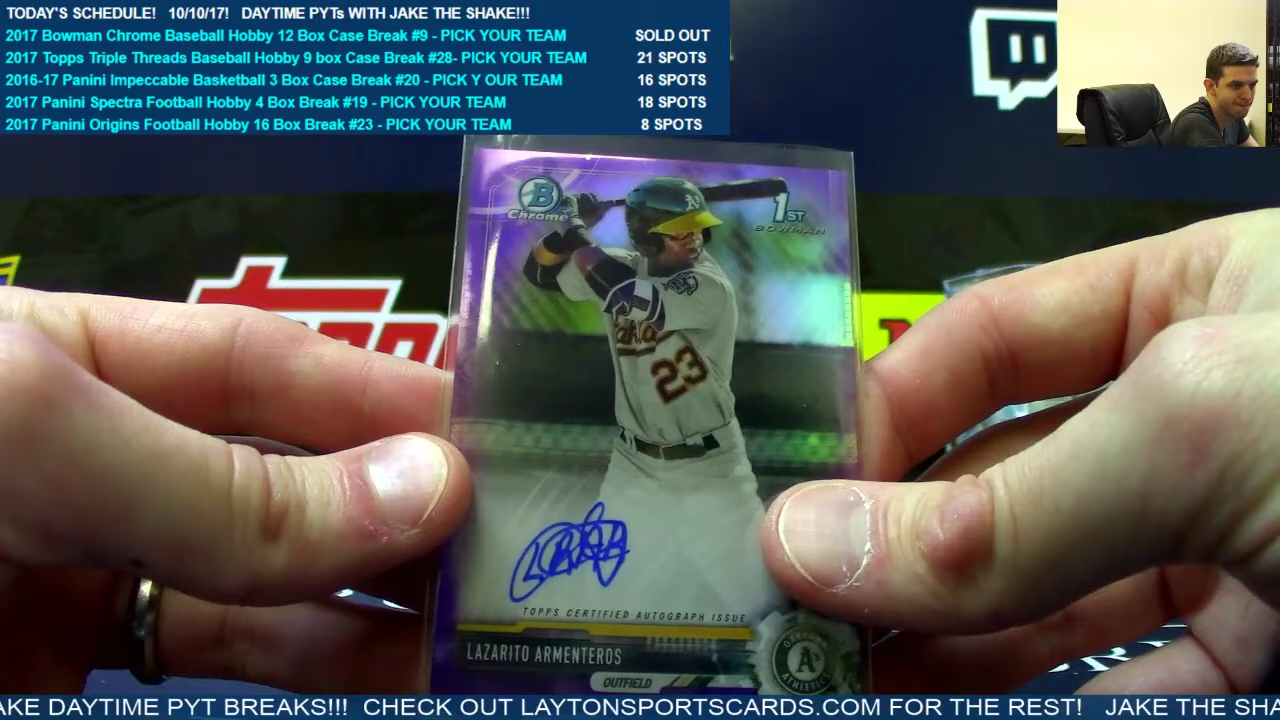 TODAY'S SCHEDULE! 10/10/17! DAYTIME PYTs WITH JAKE THE SHAKE!!!
2017 Bowman Chrome Baseball Hobby 12 Box Case Break #9 - PICK YOUR TEAM SOLD OUT
2017 Topps Triple Threads Baseball Hobby 9 box Case Break #28- PICK YOUR TEAM 21 SPOTS
2016-17 Panini Impeccable Basketball 3 Box Case Break #20 - PICK Y OUR TEAM 16 SPOTS
2017 Panini Spectra Football Hobby 4 Box Break #19 - PICK YOUR TEAM 18 SPOTS
2017 Panini Origins Football Hobby 16 Box Break #23 - PICK YOUR TEAM 8 SPOTS
B
Chrome
A's
1ST
BOWMAN
23
TOPPS CERTIFIED AUTOGRAPH ISSUE
LAZARITO ARMENTEROS
OUTFIELD
A's
AKE DAYTIME PYT BREAKS!!! CHECK OUT LAYTONSPORTSCARDS.COM FOR THE REST! JAKE THE SHA